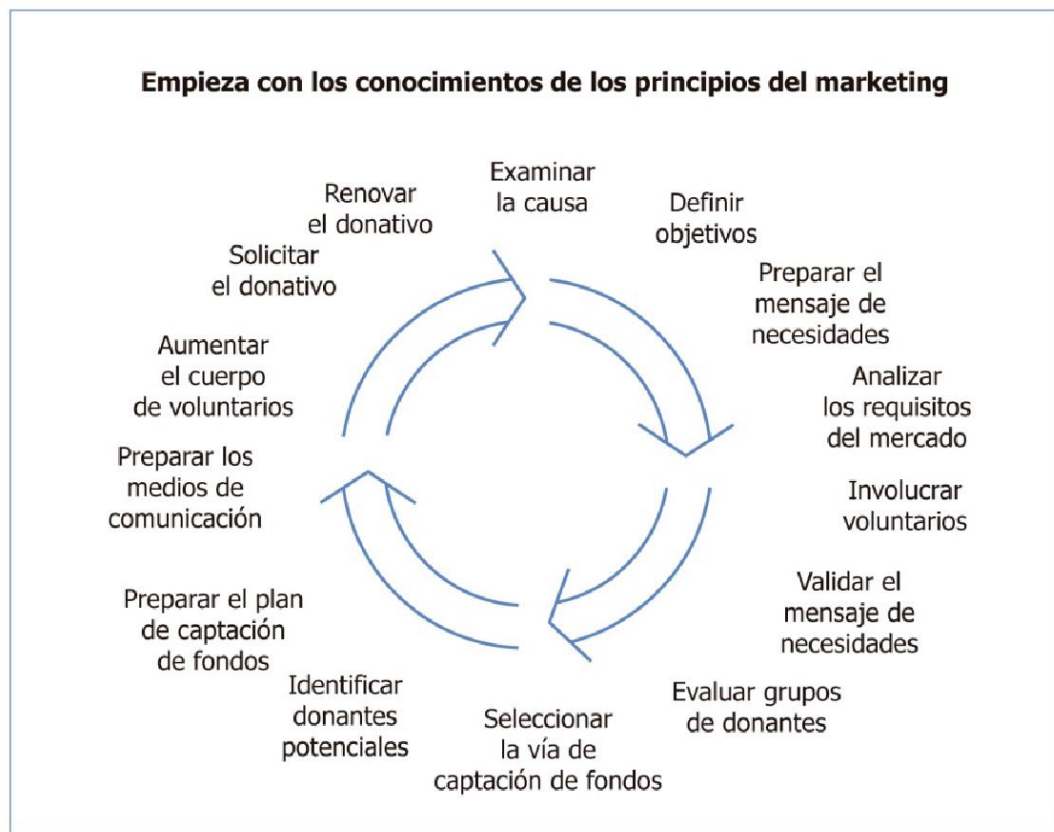 Empieza con los conocimientos de los principios del marketing
Examinar
la causa
Definir
objetivos
Preparar el
mensaje de
necesidades
Analizar
los requisitos
del mercado
Involucrar
voluntarios
Validar el
mensaje de
necesidades
Evaluar grupos
de donantes
Seleccionar
la vía de
captación de fondos
Identificar
donantes
potenciales
Preparar el plan
de captación
de fondos
Preparar los
medios de
comunicación
Aumentar
el cuerpo
de voluntarios
Solicitar
el donativo
Renovar
el donativo